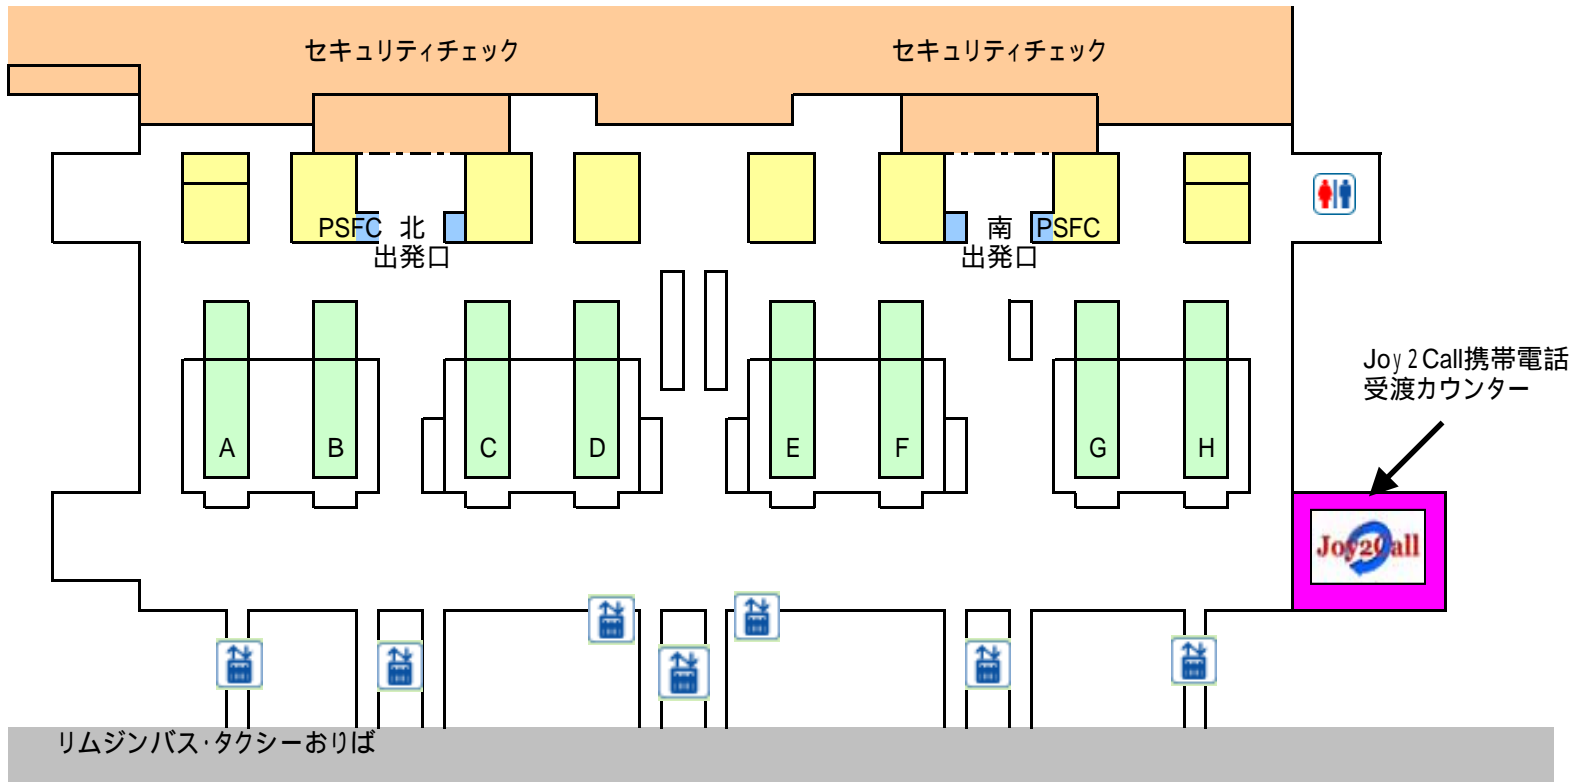 セキュリティチェック
セキュリティチェック
PSFC 北
出発口
南 PSFC
出発口
Joy2Call携帯電話
受渡カウンター
A
B
C
D
E
F
G
H
Joy2Call
リムジンバス・タクシーおりば